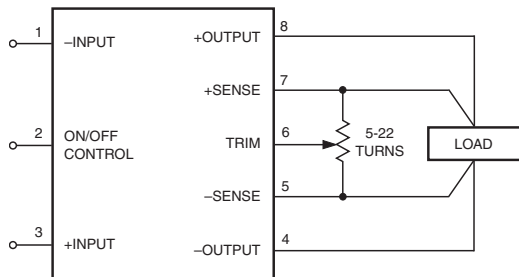 1
–INPUT
2
ON/OFF
CONTROL
3
+INPUT
+OUTPUT
8
+SENSE
7
TRIM
6
–SENSE
5
–OUTPUT
4
5-22
TURNS
LOAD